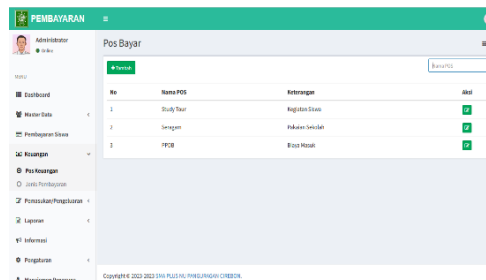 PEMBAYARAN
Administrator
Online
MENU
Dashboard
Master Data
Pembayaran Siswa
Keuangan
Pos Keuangan
Jenis Pembayaran
Pemasukan/Pengeluaran
Laporan
Informasi
Pengaturan
Manajemen Pengguna
Pos Bayar
Tambah
Nama POS
No Nama POS Keterangan Aksi
1 Study Tour Kegiatan Siswa
2 Seragam Pakaian Sekolah
3 PPDB Biaya Masuk
Copyright © 2023-2023 SMA PLUS NU PANGURAGAN CIREBON.